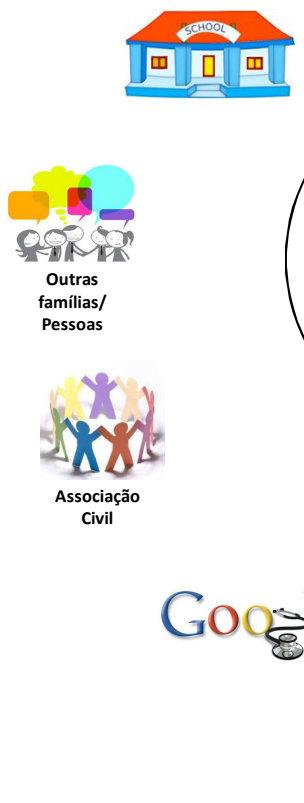 SCHOOL
Outras
famílias/
Pessoas
Associação
Civil
Goo